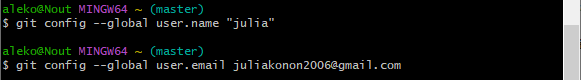 aleko@Nout MINGW64 ~ (master)
$ git config --global user.name "julia"
aleko@Nout MINGW64 ~ (master)
$ git config --global user.email juliakonon2006@gmail.com